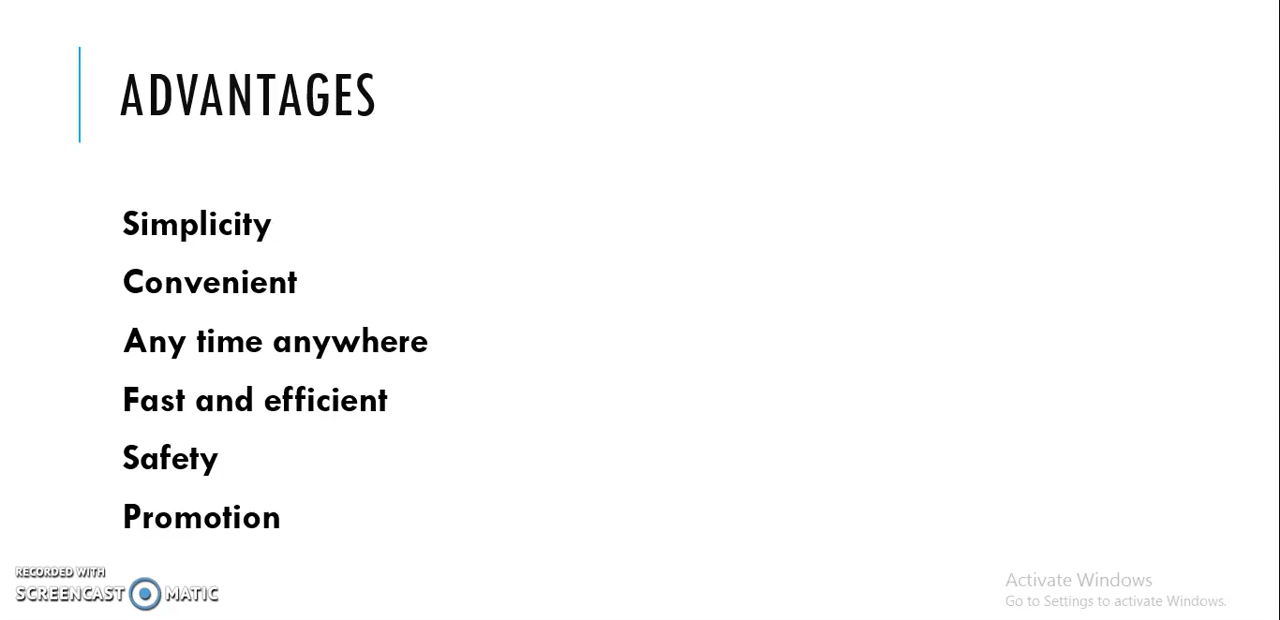 ADVANTAGES
Simplicity
Convenient
Any time anywhere
Fast and efficient
Safety
Promotion
RECORDED WITH
SCREENCAST MATIC
Activate Windows
Go to Settings to activate Windows.